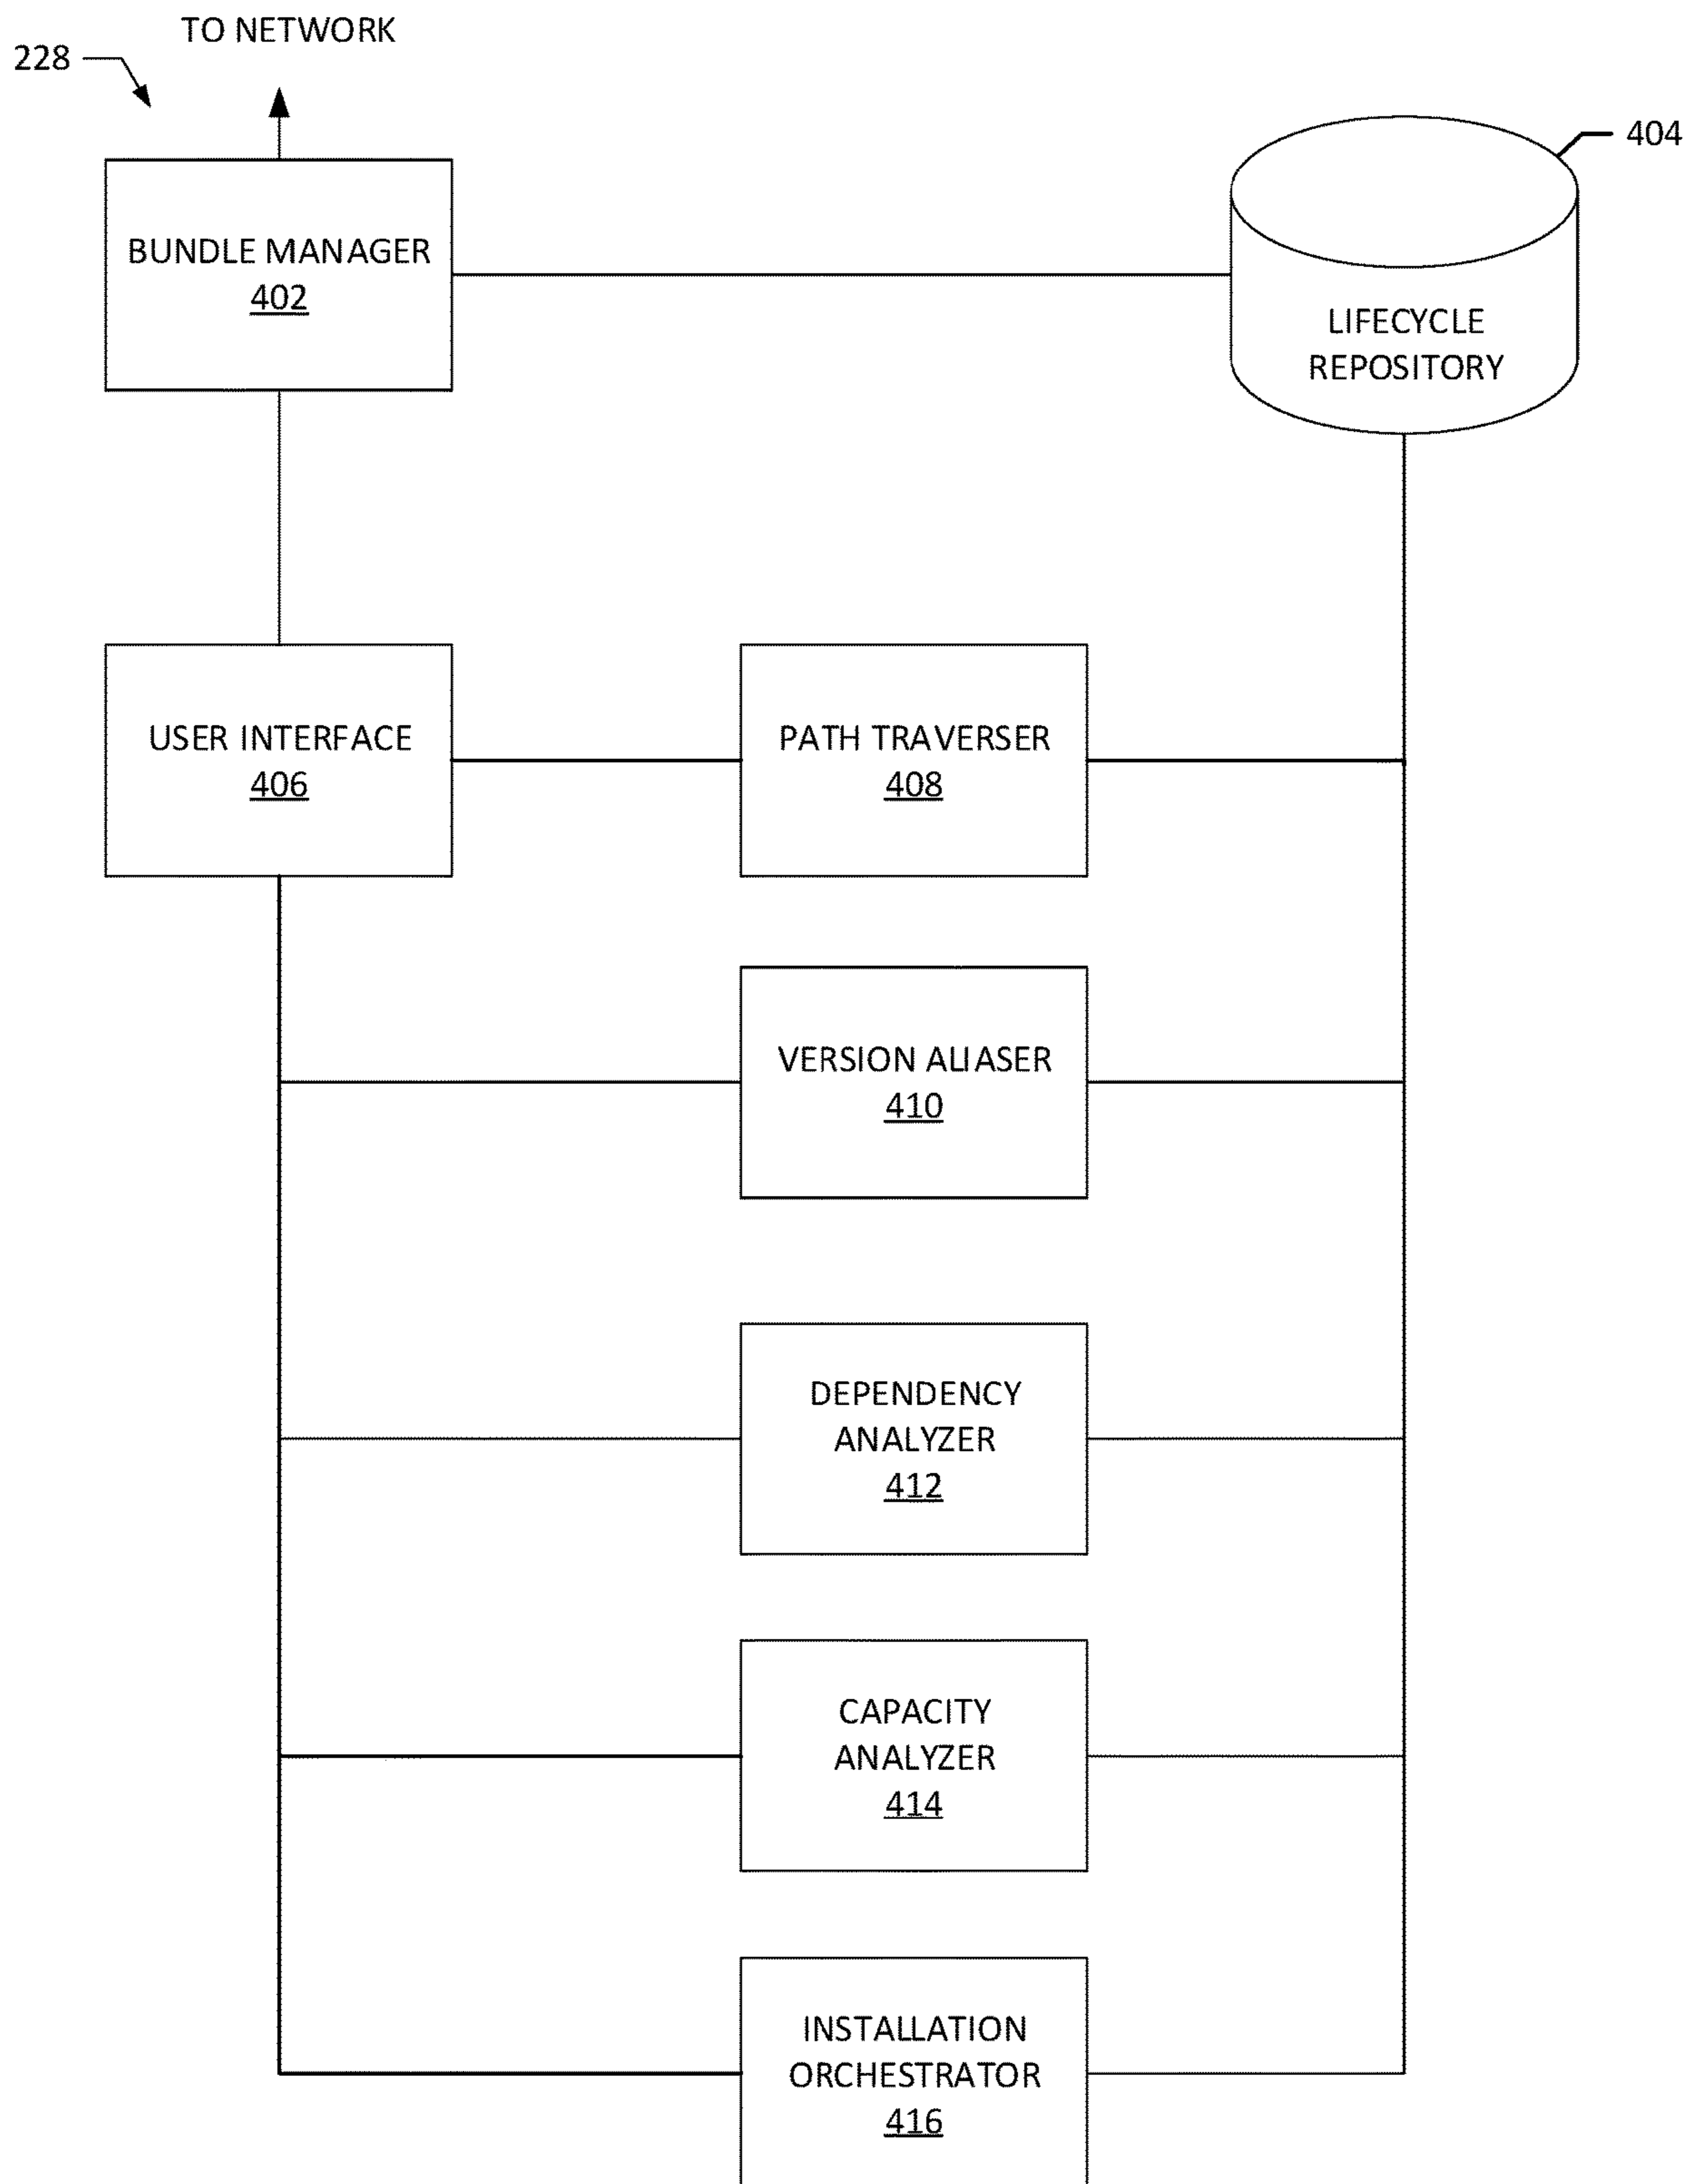 TO NETWORK
228
404
BUNDLE MANAGER
402
LIFECYCLE
REPOSITORY
USER INTERFACE
406
PATH TRAVERSER
408
VERSION ALIASER
410
DEPENDENCY
ANALYZER
412
CAPACITY
ANALYZER
414
INSTALLATION
ORCHESTRATOR
416